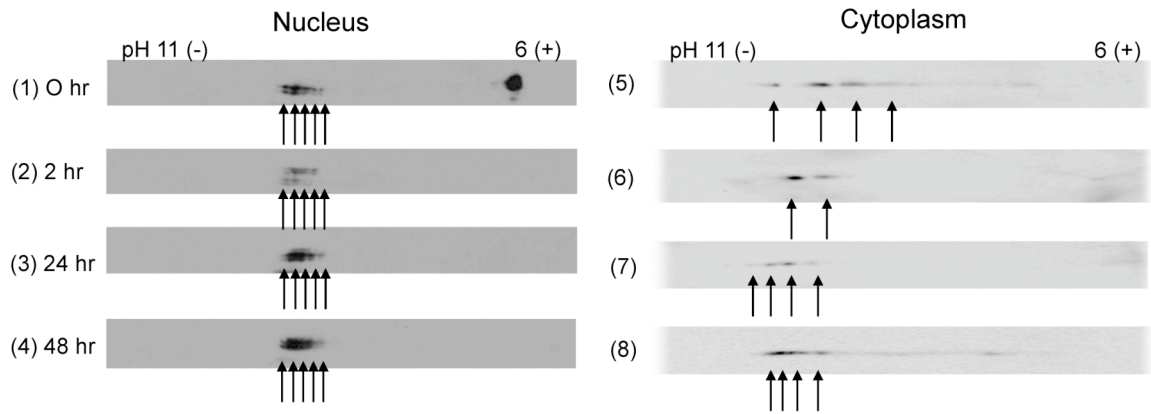 Nucleus
Cytoplasm
pH 11 (-) 6 (+)
pH 11 (-) 6 (+)
(1) O hr
(5)
(2) 2 hr
(6)
(3) 24 hr
(7)
(4) 48 hr
(8)